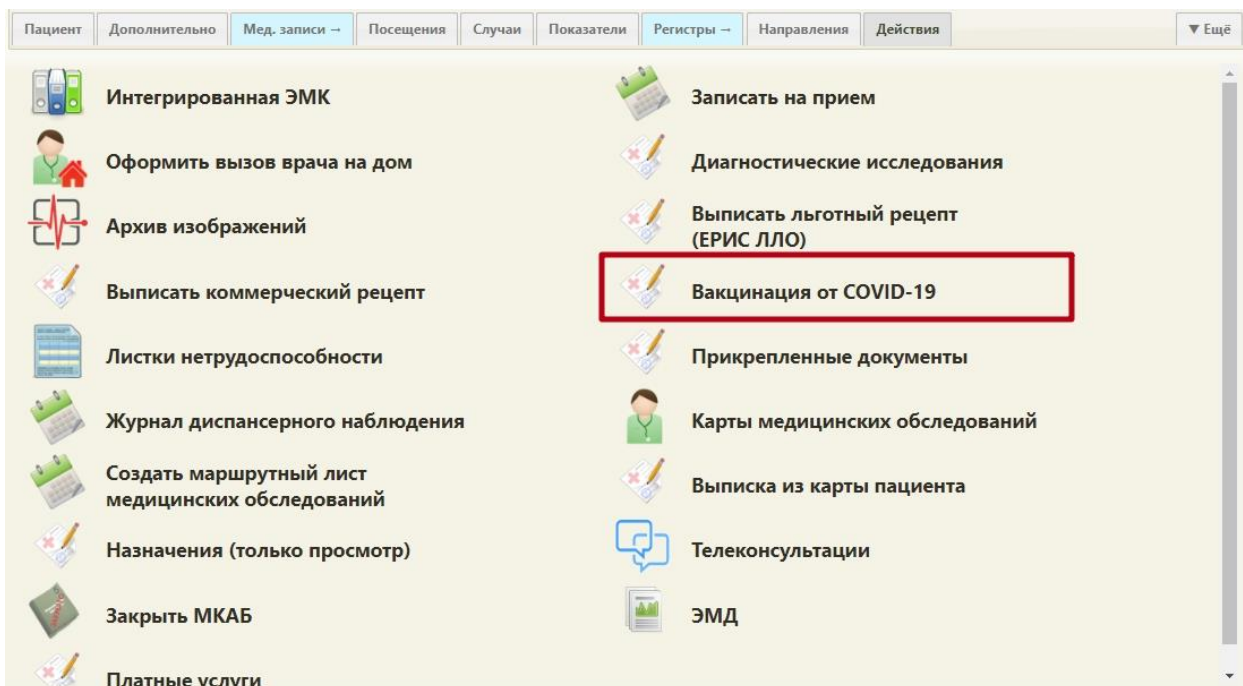 Пациент Дополнительно Мед. записи → Посещения Случаи Показатели Регистры → Направления Действия ▼ Ещё
Интегрированная ЭМК
Записать на прием
Оформить вызов врача на дом
Диагностические исследования
Архив изображений
Выписать льготный рецепт
(ЕРИС ЛЛО)
Выписать коммерческий рецепт
Вакцинация от COVID-19
Листки нетрудоспособности
Прикрепленные документы
Журнал диспансерного наблюдения
Карты медицинских обследований
Создать маршрутный лист
медицинских обследований
Выписка из карты пациента
Назначения (только просмотр)
Телеконсультации
Закрыть МКАБ
ЭМД
Платные услуги